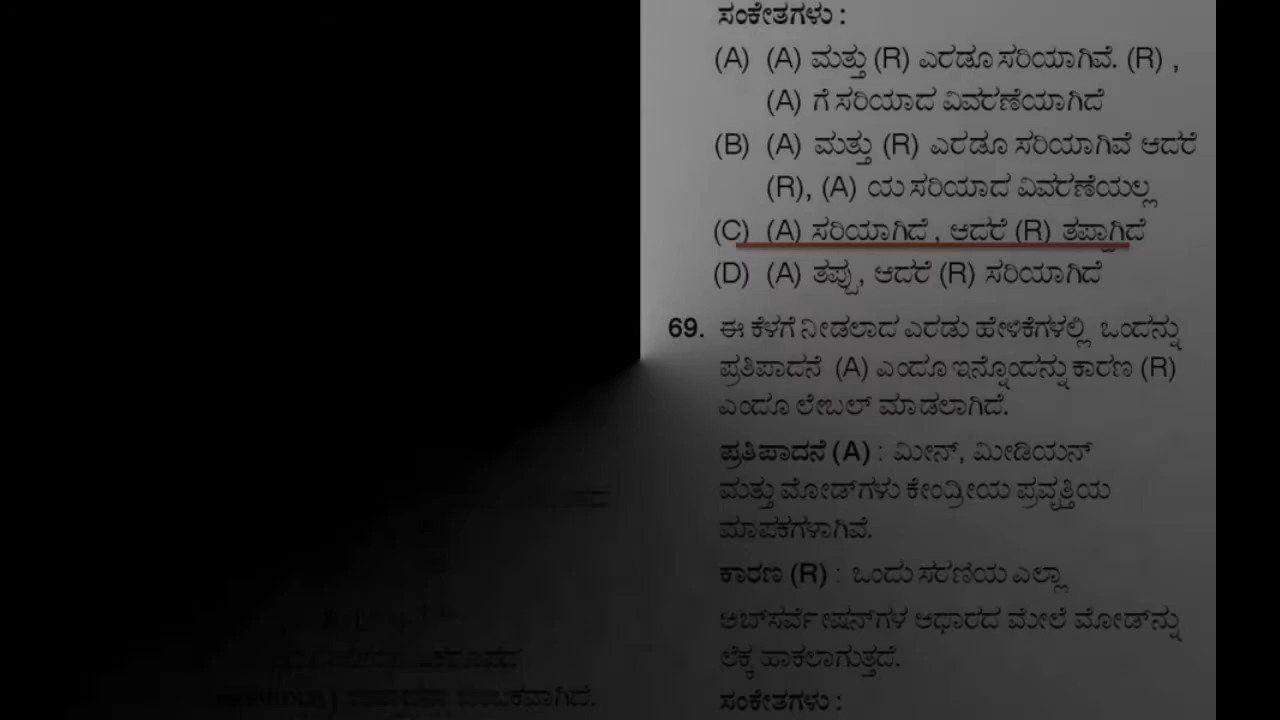 ಸಂಕೇತಗಳು :
(A) (A) ಮತ್ತು (R) ಎರಡೂ ಸರಿಯಾಗಿವೆ. (R) ,
(A) ಗೆ ಸರಿಯಾದ ವಿವರಣೆಯಾಗಿದೆ
(B) (A) ಮತ್ತು (R) ಎರಡೂ ಸರಿಯಾಗಿವೆ ಆದರೆ
(R), (A) ಯ ಸರಿಯಾದ ವಿವರಣೆಯಲ್ಲ
(C) (A) ಸರಿಯಾಗಿದೆ , ಆದರೆ (R) ತಪ್ಪಾಗಿದೆ
(D) (A) ತಪ್ಪು, ಆದರೆ (R) ಸರಿಯಾಗಿದೆ
69. ಈ ಕೆಳಗೆ ನೀಡಲಾದ ಎರಡು ಹೇಳಿಕೆಗಳಲ್ಲಿ ಒಂದನ್ನು
ಪ್ರತಿಪಾದನೆ (A) ಎಂದೂ ಇನ್ನೊಂದನ್ನು ಕಾರಣ (R)
ಎಂದೂ ಲೇಬಲ್ ಮಾಡಲಾಗಿದೆ.
ಪ್ರತಿಪಾದನೆ (A) : ಮೀನ್, ಮೀಡಿಯನ್
ಮತ್ತು ಮೋಡ್‌ಗಳು ಕೇಂದ್ರೀಯ ಪ್ರವೃತ್ತಿಯ
ಮಾಪಕಗಳಾಗಿವೆ.
ಕಾರಣ (R) : ಒಂದು ಸರಣಿಯ ಎಲ್ಲಾ
ಅಬ್‌ಸರ್ವೇಷನ್‌ಗಳ ಆಧಾರದ ಮೇಲೆ ಮೋಡ್‌ನ್ನು
ಲೆಕ್ಕ ಹಾಕಲಾಗುತ್ತದೆ.
ಸಂಕೇತಗಳು :